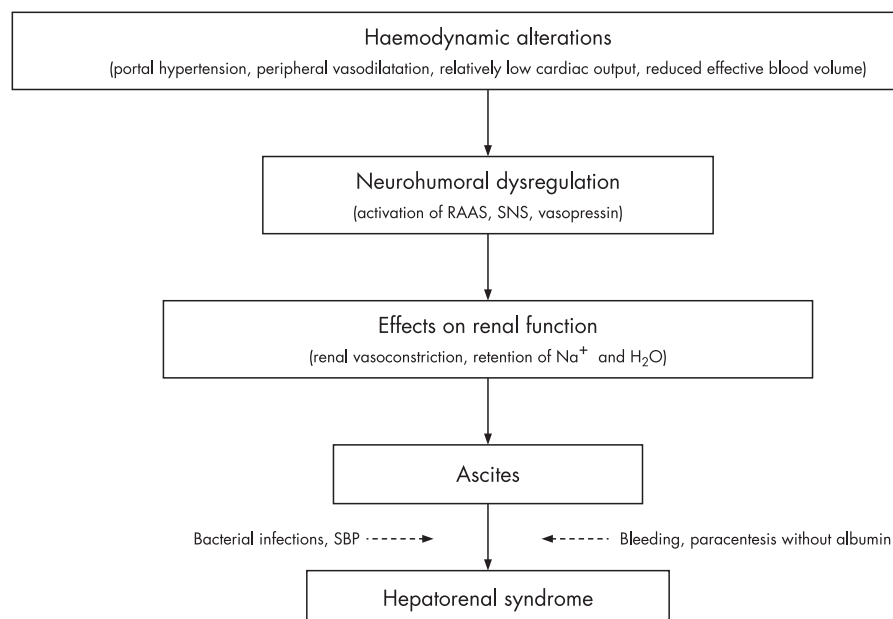 Haemodynamic alterations
(portal hypertension, peripheral vasodilatation, relatively low cardiac output, reduced effective blood volume)
Neurohumoral dysregulation
(activation of RAAS, SNS, vasopressin)
Effects on renal function
(renal vasoconstriction, retention of Na⁺ and H₂O)
Ascites
Bacterial infections, SBP
Bleeding, paracentesis without albumin
Hepatorenal syndrome